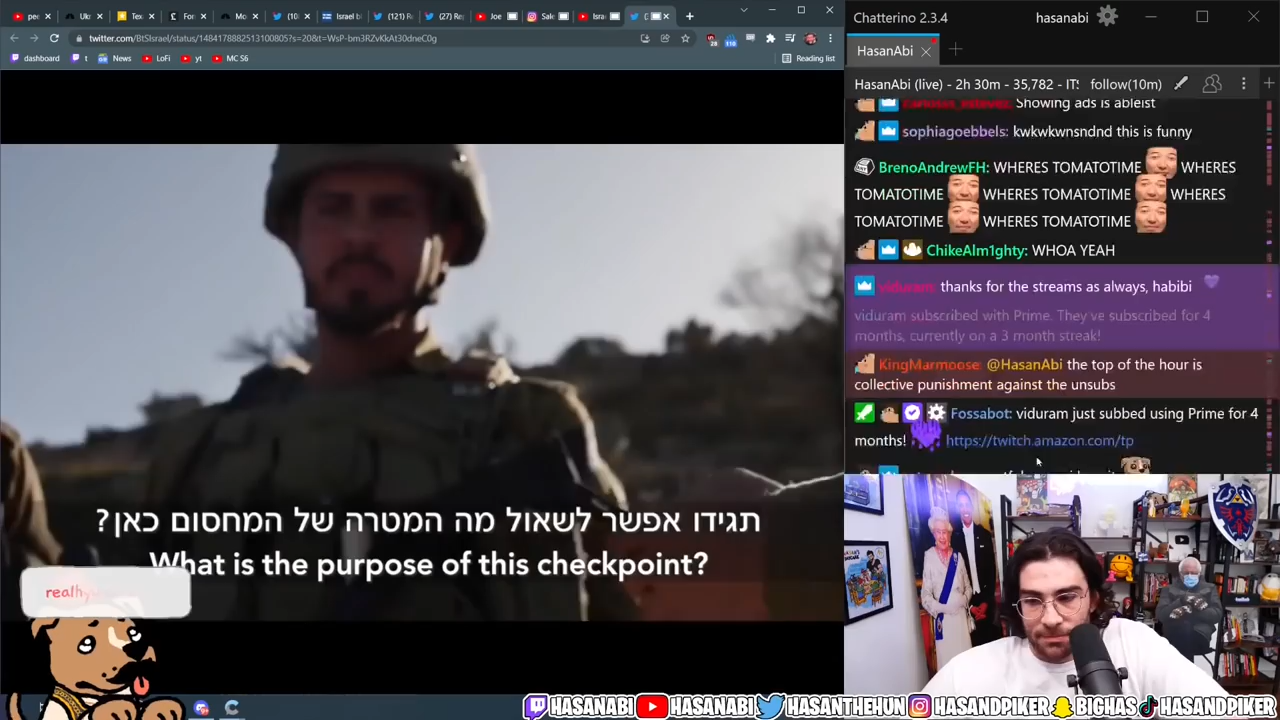 Chatterino 2.3.4
hasanabi
twitter.com/BtSIsrael/status/1484178882513100805?s=20&t=WsP-bm3RZvKkAt30dneC0g
dashboard
t
News
LoFi
yt
MC S6
Reading list
HasanAbi
HasanAbi (live) - 2h 30m - 35,782 - IT!
follow(10m)
Showing ads is ableist
sophiagoebbels: kwkwkwnsndnd this is funny
BrenoAndrewFH: WHERES TOMATOTIME WHERES
TOMATOTIME WHERES TOMATOTIME WHERES
TOMATOTIME WHERES TOMATOTIME
ChikeAlm1ghty: WHOA YEAH
viduram: thanks for the streams as always, habibi
viduram subscribed with Prime. They've subscribed for 4
months, currently on a 3 month streak!
KingMarmoose: @HasanAbi the top of the hour is
collective punishment against the unsubs
Fossabot: viduram just subbed using Prime for 4
months! https://twitch.amazon.com/tp
תגידו אפשר לשאול מה המטרה של המחסום כאן?
What is the purpose of this checkpoint?
HASANABI HASANABI HASANTHEHUN HASANDPIKER BIGHAS HASANDPIKER